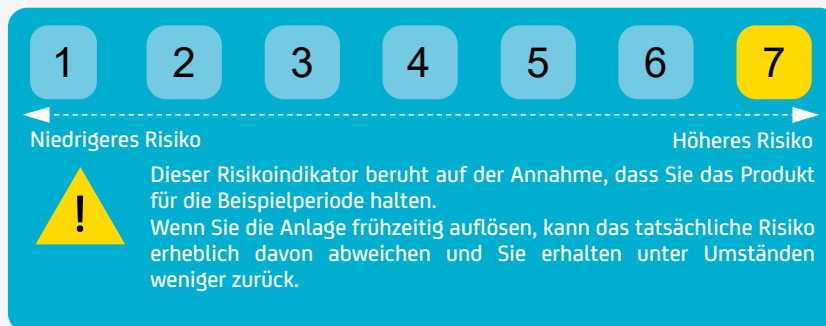 1 2 3 4 5 6 7
Niedrigeres Risiko Höheres Risiko
!
Dieser Risikoindikator beruht auf der Annahme, dass Sie das Produkt
für die Beispielperiode halten.
Wenn Sie die Anlage frühzeitig auflösen, kann das tatsächliche Risiko
erheblich davon abweichen und Sie erhalten unter Umständen
weniger zurück.